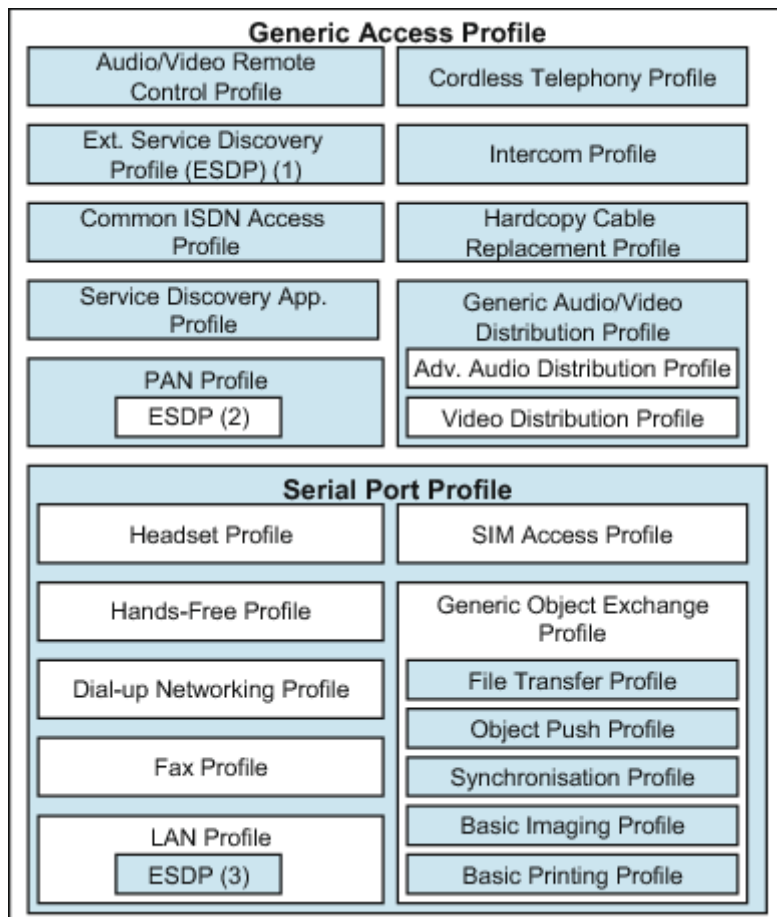 Generic Access Profile
Audio/Video Remote
Control Profile
Cordless Telephony Profile
Ext. Service Discovery
Profile (ESDP) (1)
Intercom Profile
Common ISDN Access
Profile
Hardcopy Cable
Replacement Profile
Service Discovery App.
Profile
Generic Audio/Video
Distribution Profile
Adv. Audio Distribution Profile
Video Distribution Profile
PAN Profile
ESDP (2)
Serial Port Profile
Headset Profile
SIM Access Profile
Hands-Free Profile
Generic Object Exchange
Profile
Dial-up Networking Profile
File Transfer Profile
Object Push Profile
Fax Profile
Synchronisation Profile
Basic Imaging Profile
Basic Printing Profile
LAN Profile
ESDP (3)